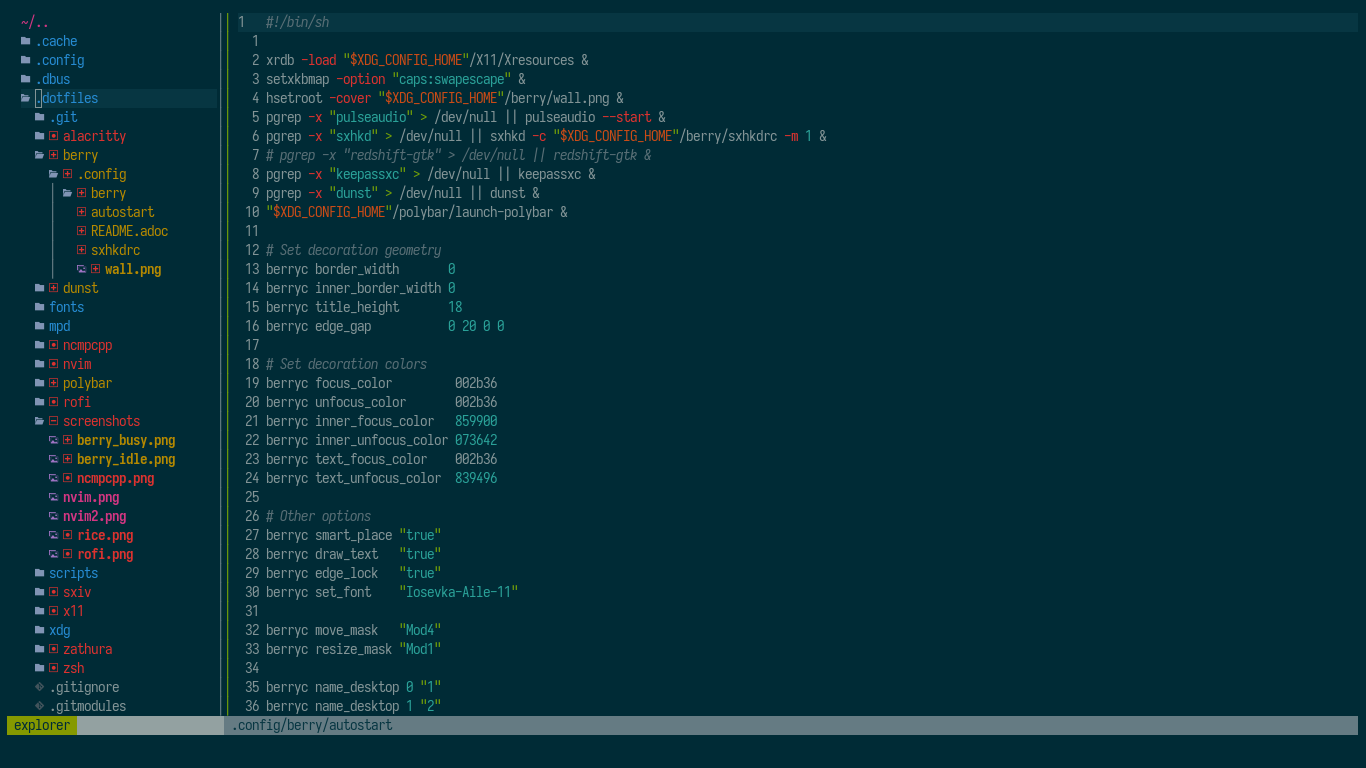 ~/..
.cache
.config
.dbus
.dotfiles
.git
alacritty
berry
.config
berry
autostart
README.adoc
sxhkdrc
wall.png
dunst
fonts
mpd
ncmpcpp
nvim
polybar
rofi
screenshots
berry_busy.png
berry_idle.png
ncmpcpp.png
nvim.png
nvim2.png
rice.png
rofi.png
scripts
sxiv
x11
xdg
zathura
zsh
.gitignore
.gitmodules
explorer
1 #!/bin/sh
1
2 xrdb -load "$XDG_CONFIG_HOME"/X11/Xresources &
3 setxkbmap -option "caps:swapescape" &
4 hsetroot -cover "$XDG_CONFIG_HOME"/berry/wall.png &
5 pgrep -x "pulseaudio" > /dev/null || pulseaudio --start &
6 pgrep -x "sxhkd" > /dev/null || sxhkd -c "$XDG_CONFIG_HOME"/berry/sxhkdrc -m 1 &
7 # pgrep -x "redshift-gtk" > /dev/null || redshift-gtk &
8 pgrep -x "keepassxc" > /dev/null || keepassxc &
9 pgrep -x "dunst" > /dev/null || dunst &
10 "$XDG_CONFIG_HOME"/polybar/launch-polybar &
11
12 # Set decoration geometry
13 berryc border_width       0
14 berryc inner_border_width 0
15 berryc title_height       18
16 berryc edge_gap           0 20 0 0
17
18 # Set decoration colors
19 berryc focus_color         002b36
20 berryc unfocus_color       002b36
21 berryc inner_focus_color   859900
22 berryc inner_unfocus_color 073642
23 berryc text_focus_color    002b36
24 berryc text_unfocus_color  839496
25
26 # Other options
27 berryc smart_place "true"
28 berryc draw_text   "true"
29 berryc edge_lock   "true"
30 berryc set_font    "Iosevka-Aile-11"
31
32 berryc move_mask   "Mod4"
33 berryc resize_mask "Mod1"
34
35 berryc name_desktop 0 "1"
36 berryc name_desktop 1 "2"
.config/berry/autostart